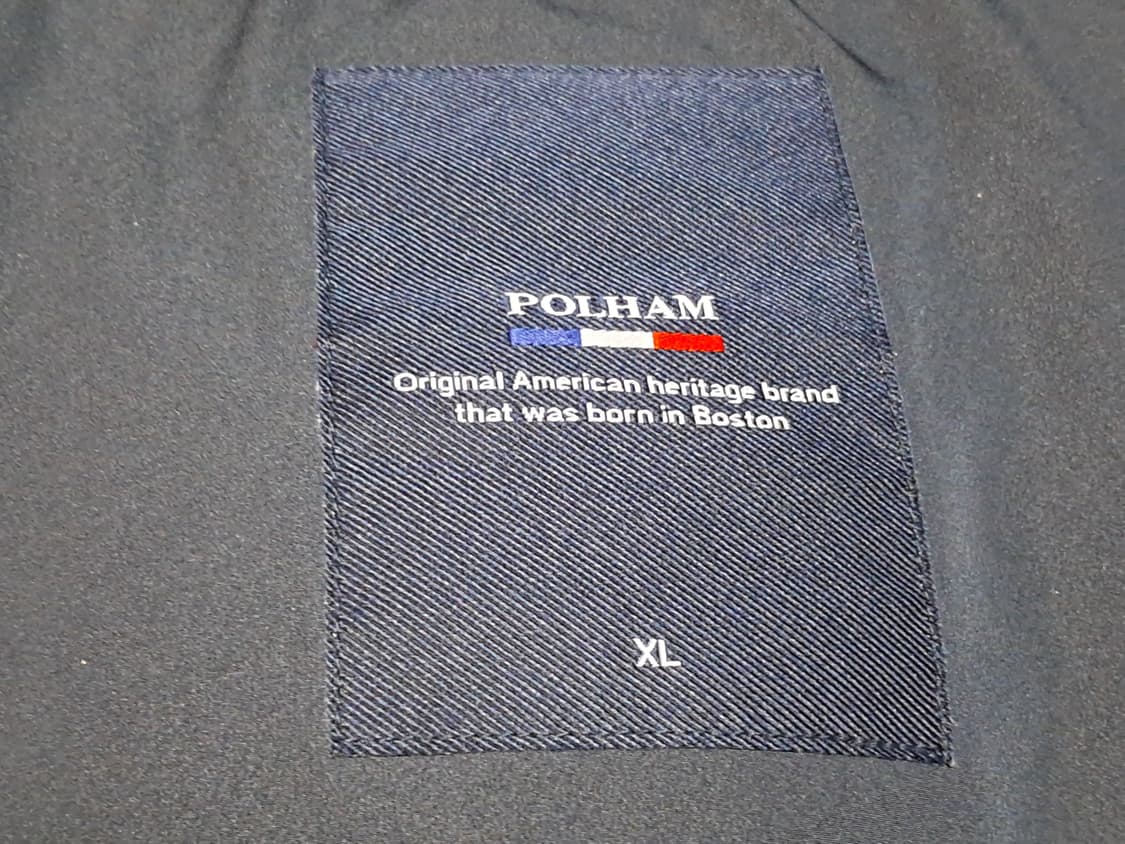 POLHAM
Original American heritage brand
that was born in Boston
XL